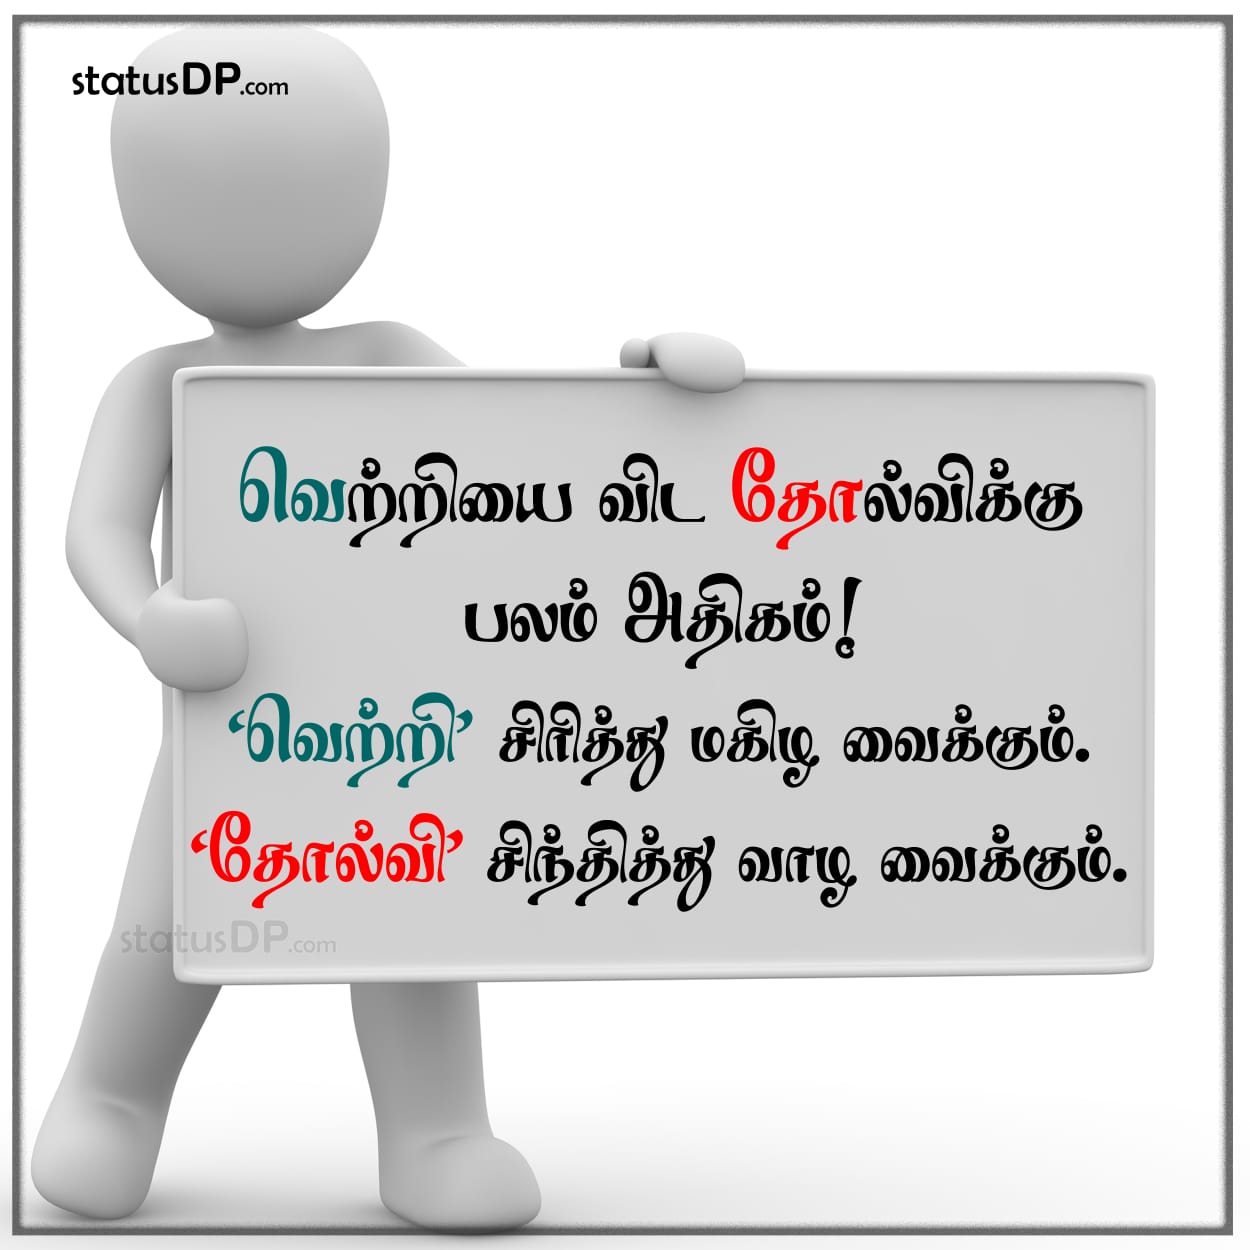 statusDP.com
வெற்றியை விட தோல்விக்கு
பலம் அதிகம்!
‘வெற்றி’ சிரித்து மகிழ வைக்கும்.
‘தோல்வி’ சிந்தித்து வாழ வைக்கும்.
statusDP.com